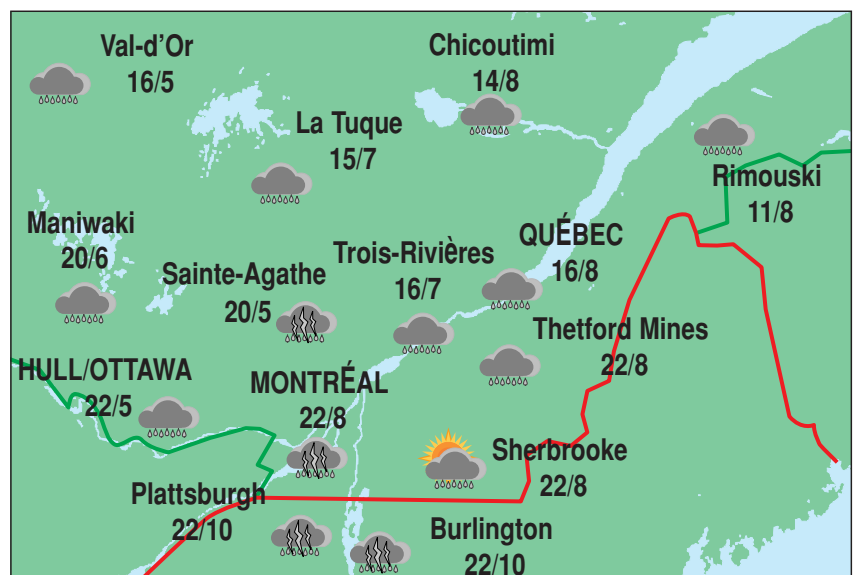 Val-d'Or
16/5
Chicoutimi
14/8
La Tuque
15/7
Rimouski
11/8
Maniwaki
20/6
Sainte-Agathe
20/5
Trois-Rivières
16/7
QUÉBEC
16/8
Thetford Mines
22/8
HULL/OTTAWA
22/5
MONTRÉAL
22/8
Sherbrooke
22/8
Plattsburgh
22/10
Burlington
22/10